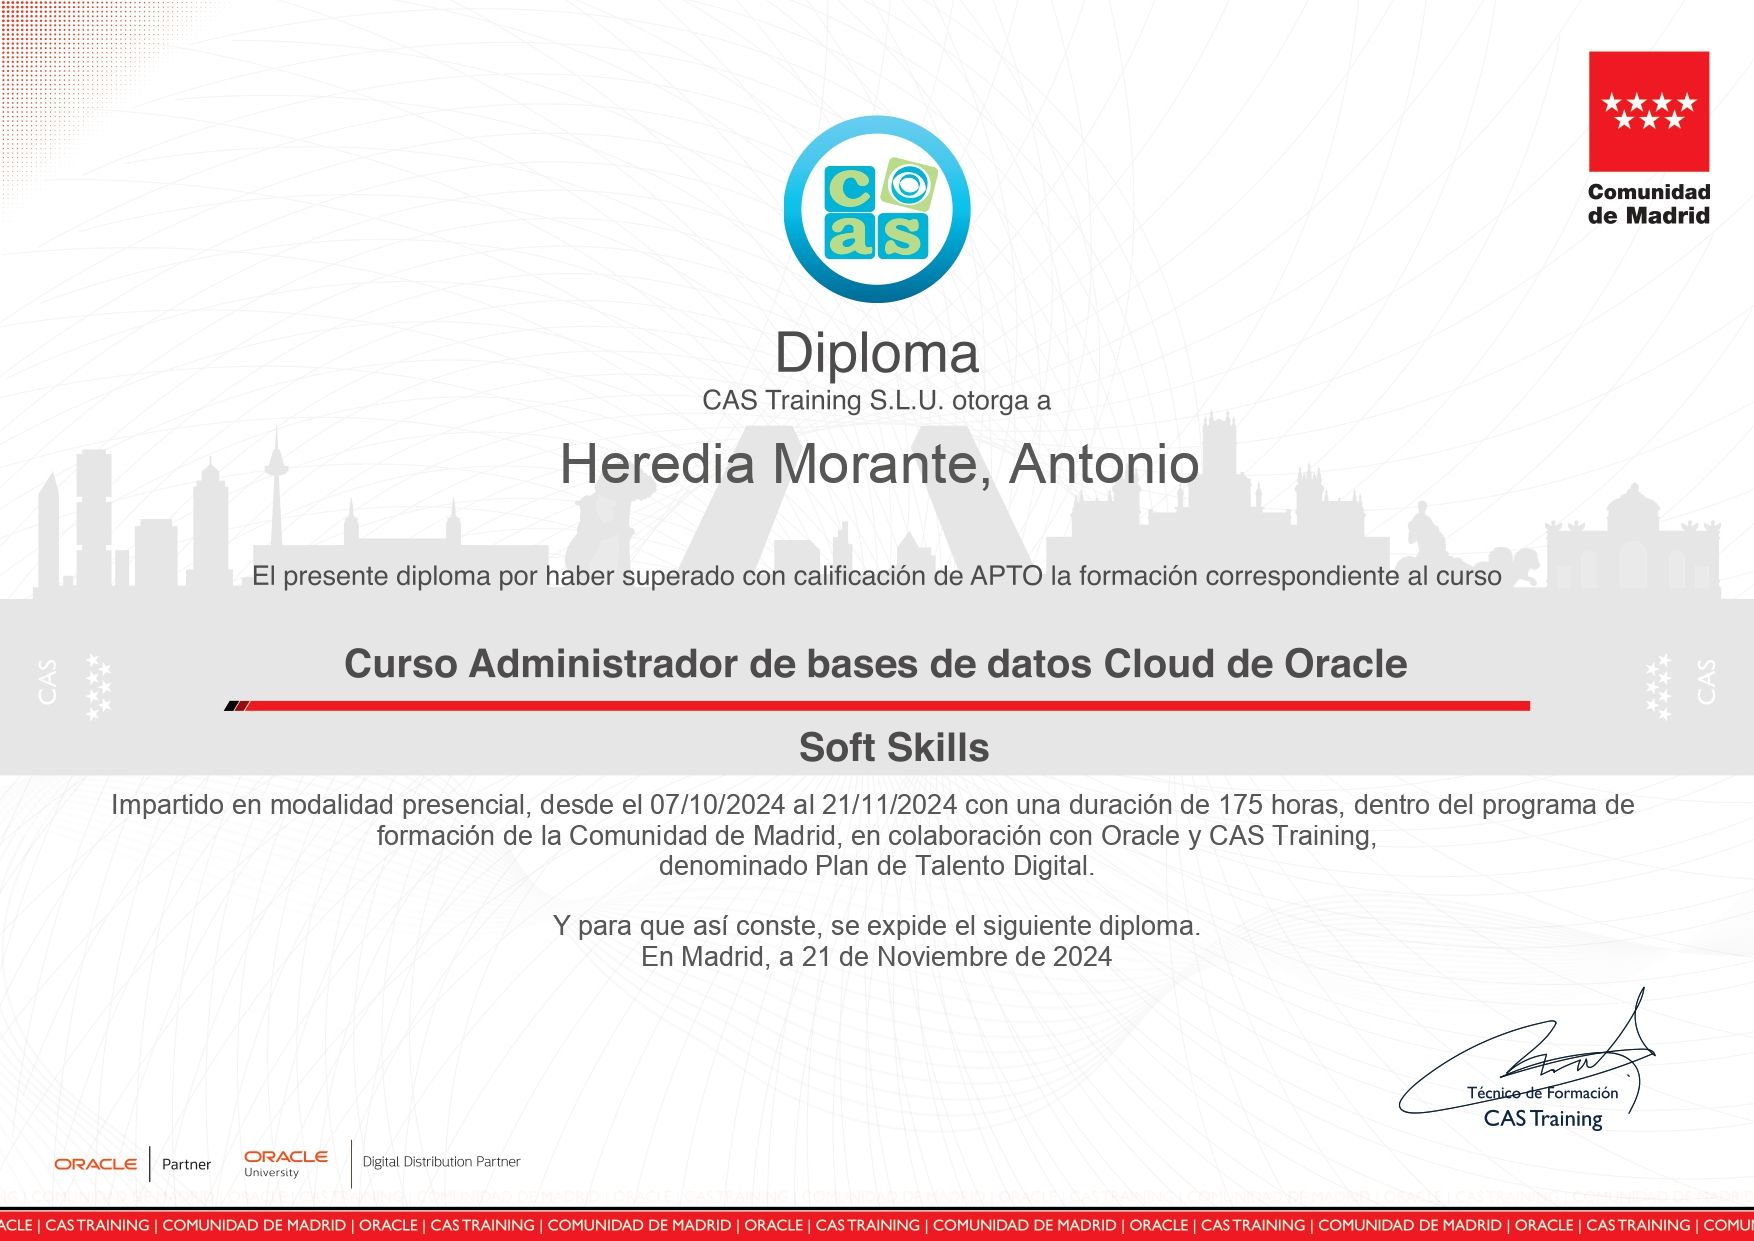 Comunidad
de Madrid
cas
Diploma
CAS Training S.L.U. otorga a
Heredia Morante, Antonio
El presente diploma por haber superado con calificación de APTO la formación correspondiente al curso
CAS
Curso Administrador de bases de datos Cloud de Oracle
CAS
Soft Skills
Impartido en modalidad presencial, desde el 07/10/2024 al 21/11/2024 con una duración de 175 horas, dentro del programa de
formación de la Comunidad de Madrid, en colaboración con Oracle y CAS Training,
denominado Plan de Talento Digital.
Y para que así conste, se expide el siguiente diploma.
En Madrid, a 21 de Noviembre de 2024
Técnico de Formación
CAS Training
ORACLE | Partner
ORACLE University | Digital Distribution Partner
ACLE | CAS TRAINING | COMUNIDAD DE MADRID | ORACLE | CAS TRAINING | COMUNIDAD DE MADRID | ORACLE | CAS TRAINING | COMUNIDAD DE MADRID | ORACLE | CAS TRAINING | COMUNIDAD DE MADRID | ORACLE | CAS TRAINING | COMU